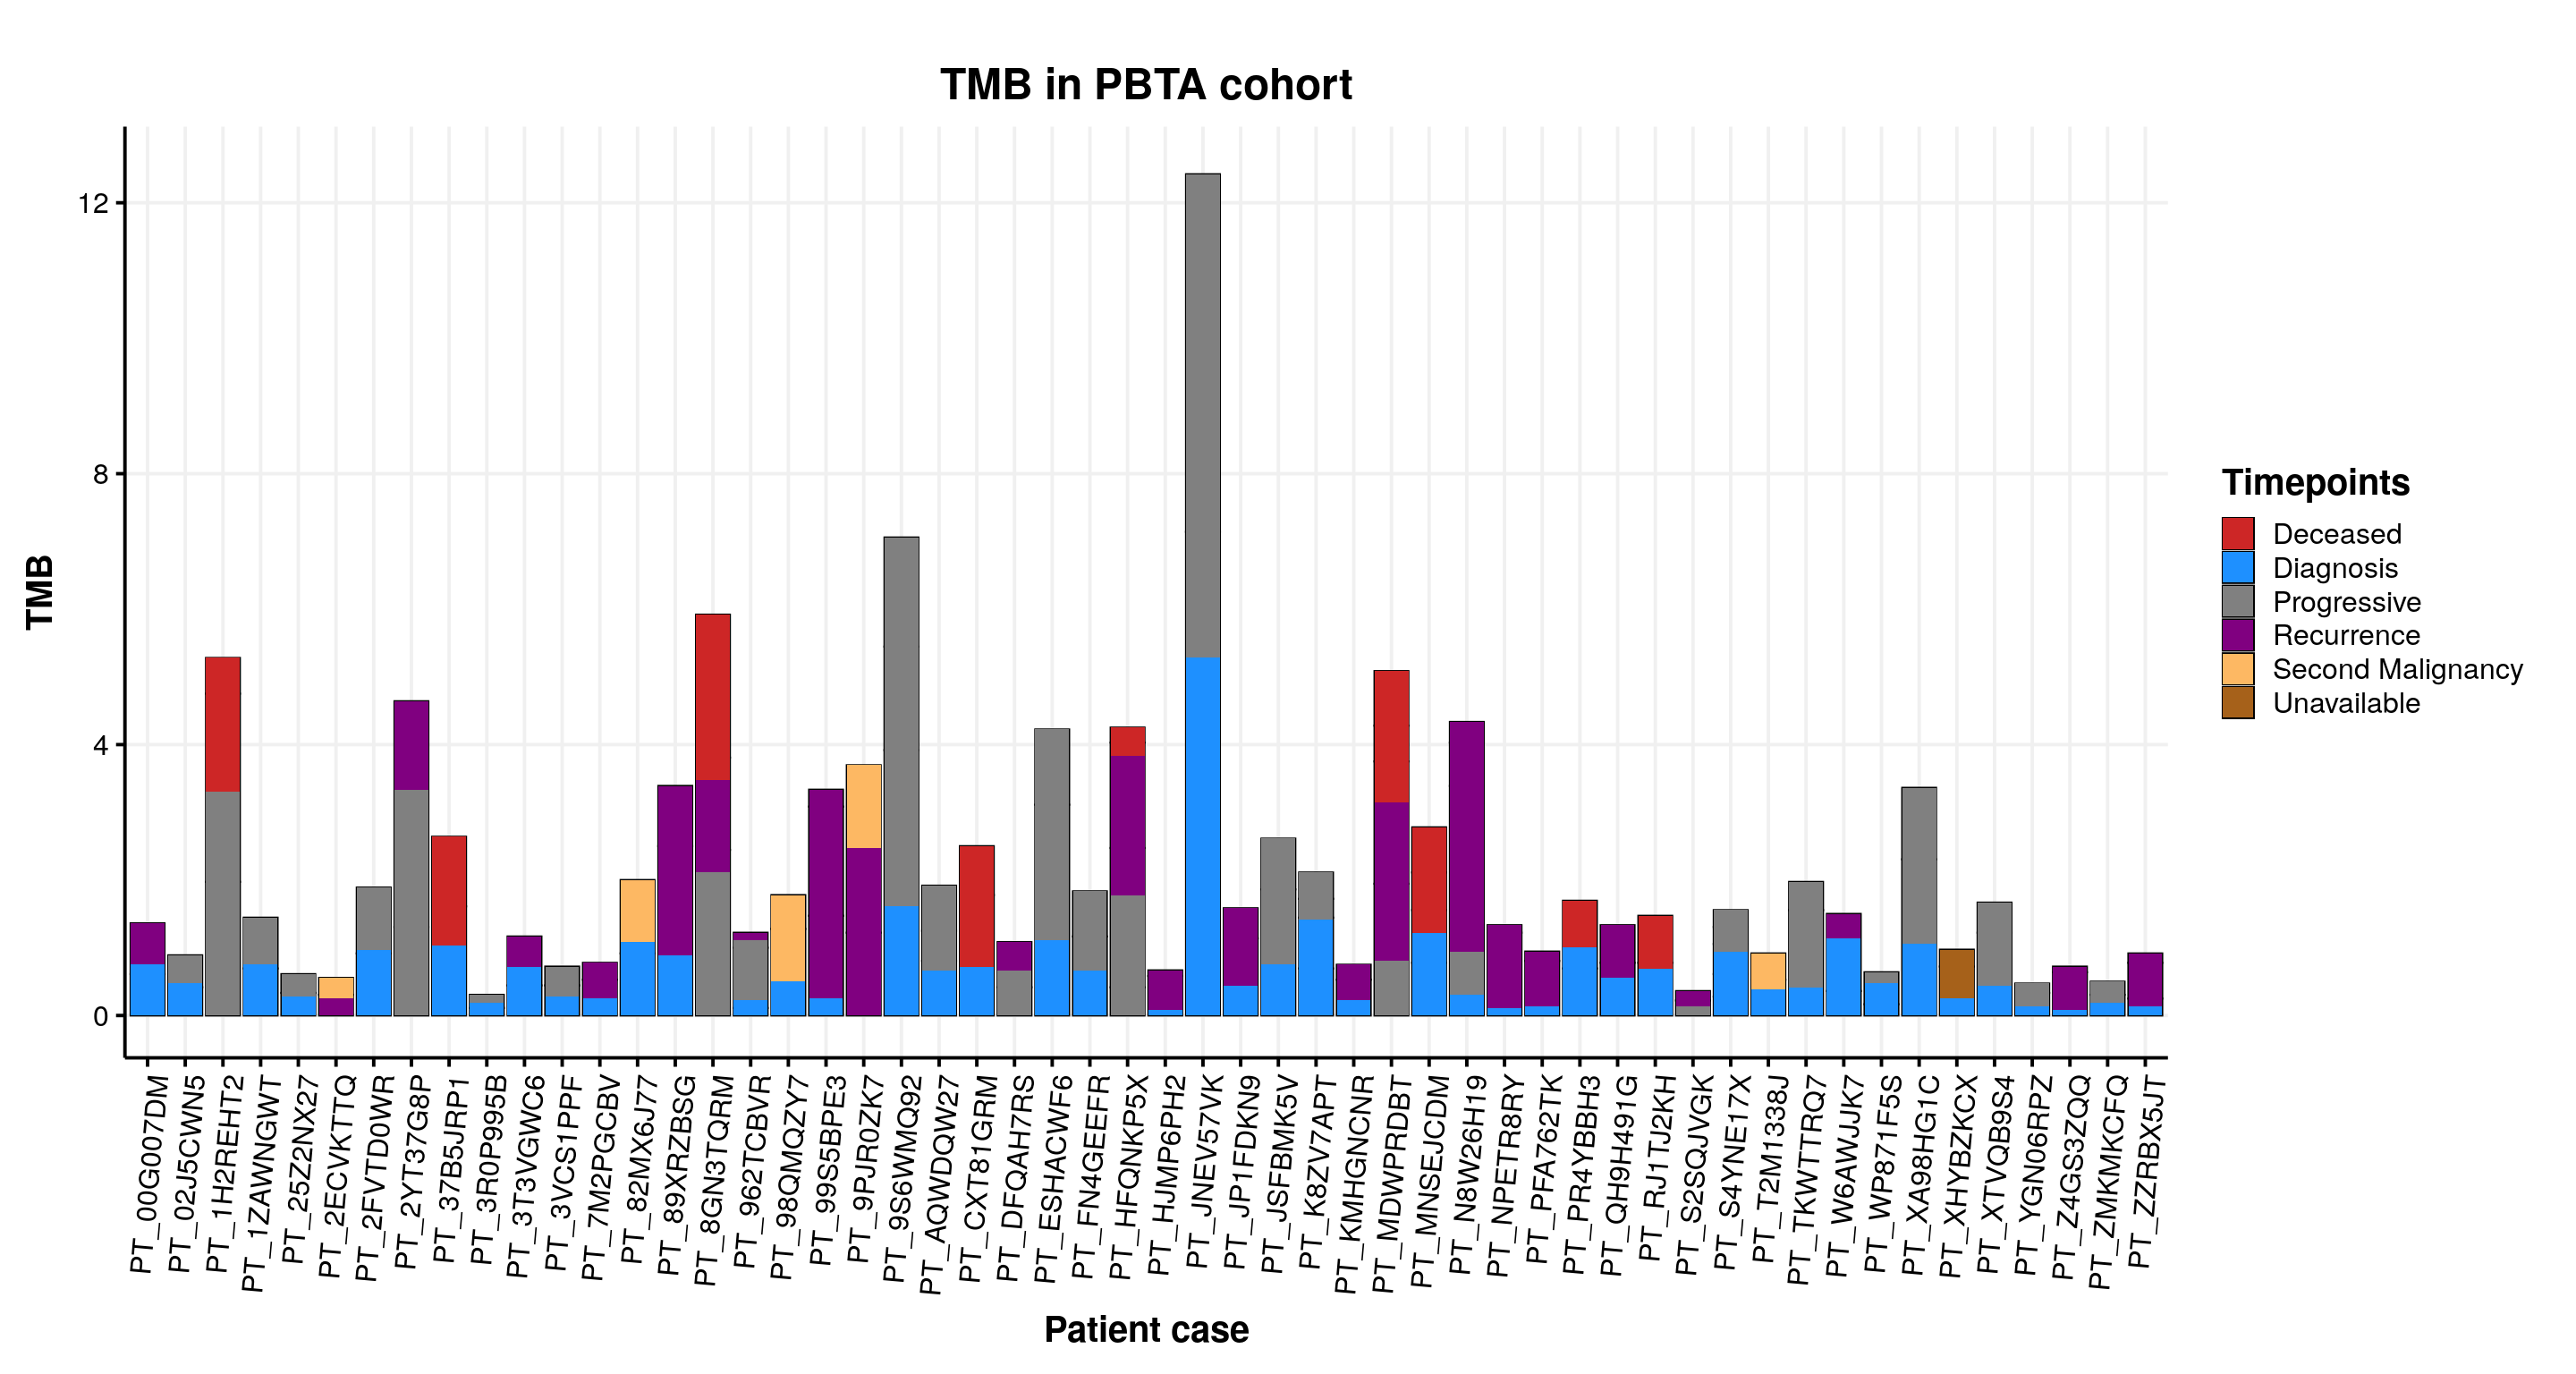 TMB in PBTA cohort
TMB
12
8
4
0
PT_00G007DM
PT_02J5CWN5
PT_1H2REHT2
PT_1ZAWNGWT
PT_25Z2NX27
PT_2ECVKTTQ
PT_2FVTD0WR
PT_2YT37G8P
PT_37B5JRP1
PT_3R0P995B
PT_3T3VGWC6
PT_3VCS1PPF
PT_7M2PGCBV
PT_82MX6J77
PT_89XRZBSG
PT_8GN3TQRM
PT_962TCBVR
PT_98QMQZY7
PT_99S5BPE3
PT_9PJR0ZK7
PT_9S6WMQ92
PT_AQWDQW27
PT_CXT81GRM
PT_DFQAH7RS
PT_ESHACWF6
PT_FN4GEEFR
PT_HFQNKP5X
PT_HJMP6PH2
PT_JNEV57VK
PT_JP1FDKN9
PT_JSFBMK5V
PT_K8ZV7APT
PT_KMHGNCNR
PT_MDWPRDBT
PT_MNSEJCDM
PT_N8W26H19
PT_NPETR8RY
PT_PFA762TK
PT_PR4YBBH3
PT_QH9H491G
PT_RJ1TJ2KH
PT_S2SQJVGK
PT_S4YNE17X
PT_T2M1338J
PT_TKWTTRQ7
PT_W6AWJJK7
PT_WP871F5S
PT_XA98HG1C
PT_XHYBZKCX
PT_XTVQB9S4
PT_YGN06RPZ
PT_Z4GS3ZQQ
PT_ZMKMKCFQ
PT_ZZRBX5JT
Patient case
Timepoints
Deceased
Diagnosis
Progressive
Recurrence
Second Malignancy
Unavailable